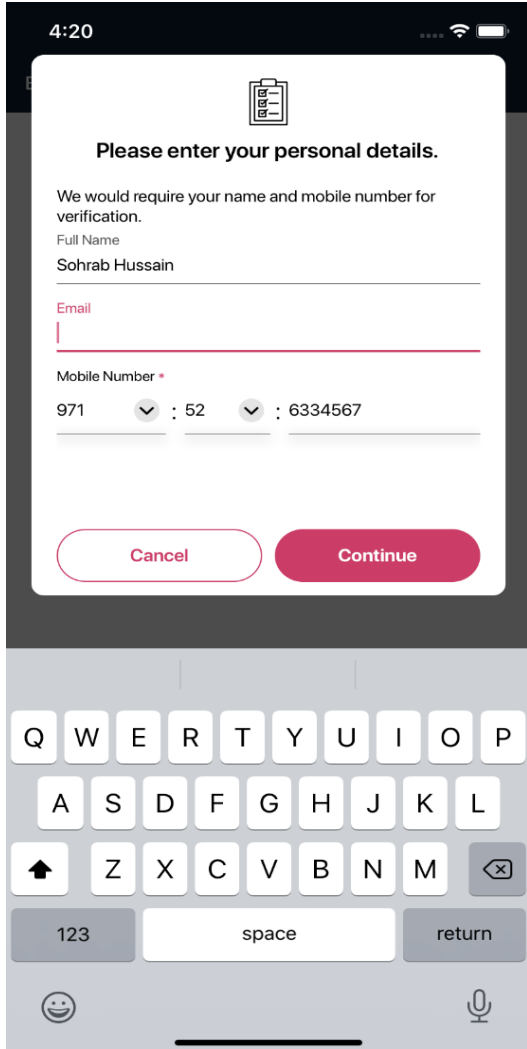 4:20
Please enter your personal details.
We would require your name and mobile number for
verification.
Full Name
Sohrab Hussain
Email
Mobile Number *
971 : 52 : 6334567
Cancel Continue
Q W E R T Y U I O P
A S D F G H J K L
Z X C V B N M
123 space return